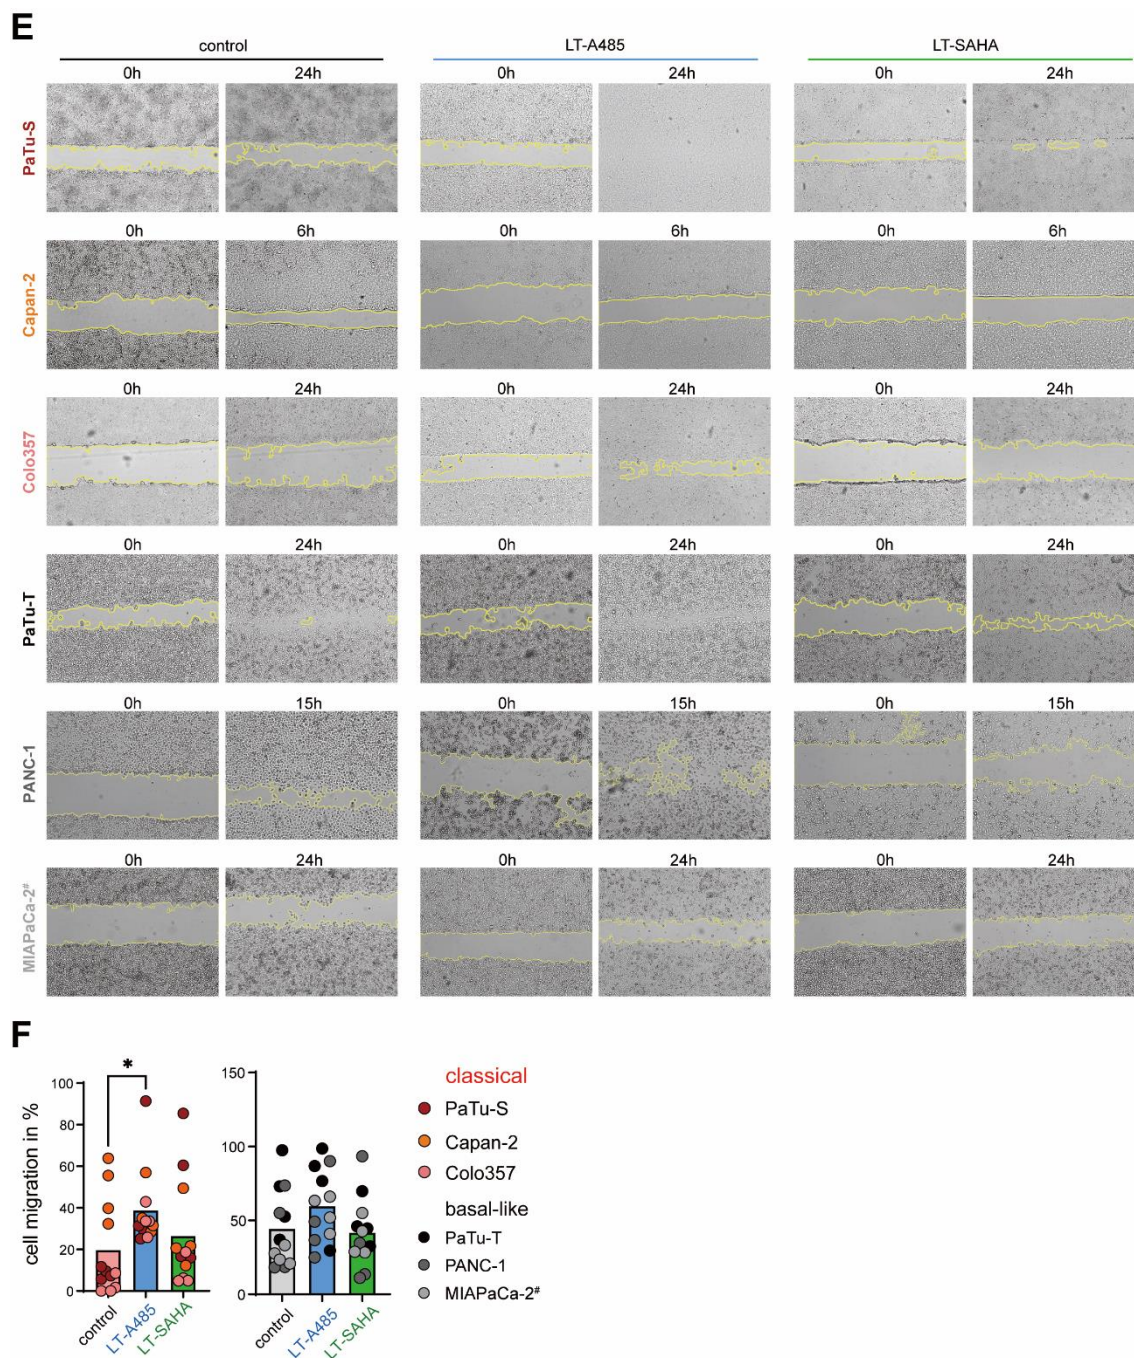 E
control LT-A485 LT-SAHA
0h 24h 0h 24h 0h 24h
PaTu-S
0h 6h 0h 6h 0h 6h
Capan-2
0h 24h 0h 24h 0h 24h
Colo357
0h 24h 0h 24h 0h 24h
PaTu-T
0h 15h 0h 15h 0h 15h
PANC-1
0h 24h 0h 24h 0h 24h
MIAPaCa-2#
F
cell migration in %
100
80
60
40
20
0
*
control LT-A485 LT-SAHA
150
100
50
0
control LT-A485 LT-SAHA
classical
PaTu-S
Capan-2
Colo357
basal-like
PaTu-T
PANC-1
MIAPaCa-2#